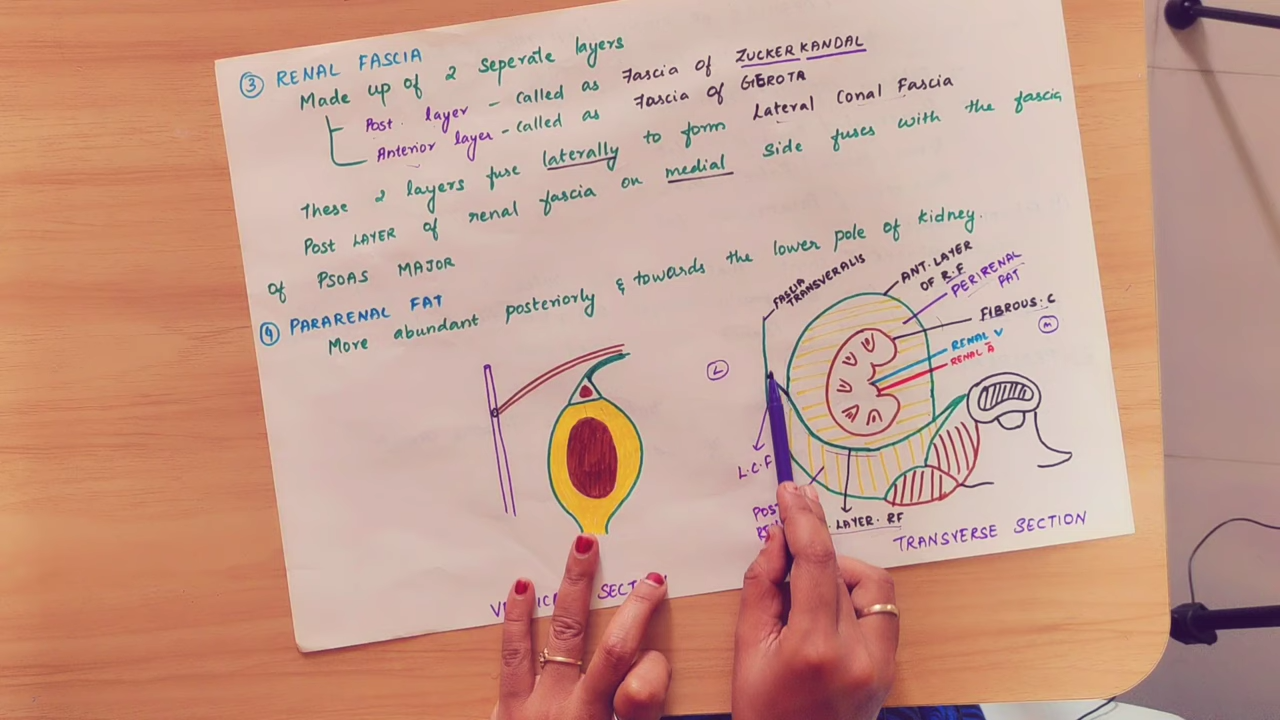 ③ RENAL FASCIA
Made up of 2 seperate layers
Post. layer - called as Fascia of ZUCKERKANDAL
Anterior layer - called as Fascia of GEROTA
These 2 layers fuse laterally to form Lateral Conal Fascia
Post LAYER of renal fascia on medial side fuses with the fascia
of PSOAS MAJOR
④ PARARENAL FAT
More abundant posteriorly & towards the lower pole of kidney.
FASCIA
TRANSVERALIS
ANT. LAYER
OF R.F
PERIRENAL
FAT
FIBROUS. C
M
RENAL V
RENAL A
L
L.C.F
POST
LAYER. RF
TRANSVERSE SECTION